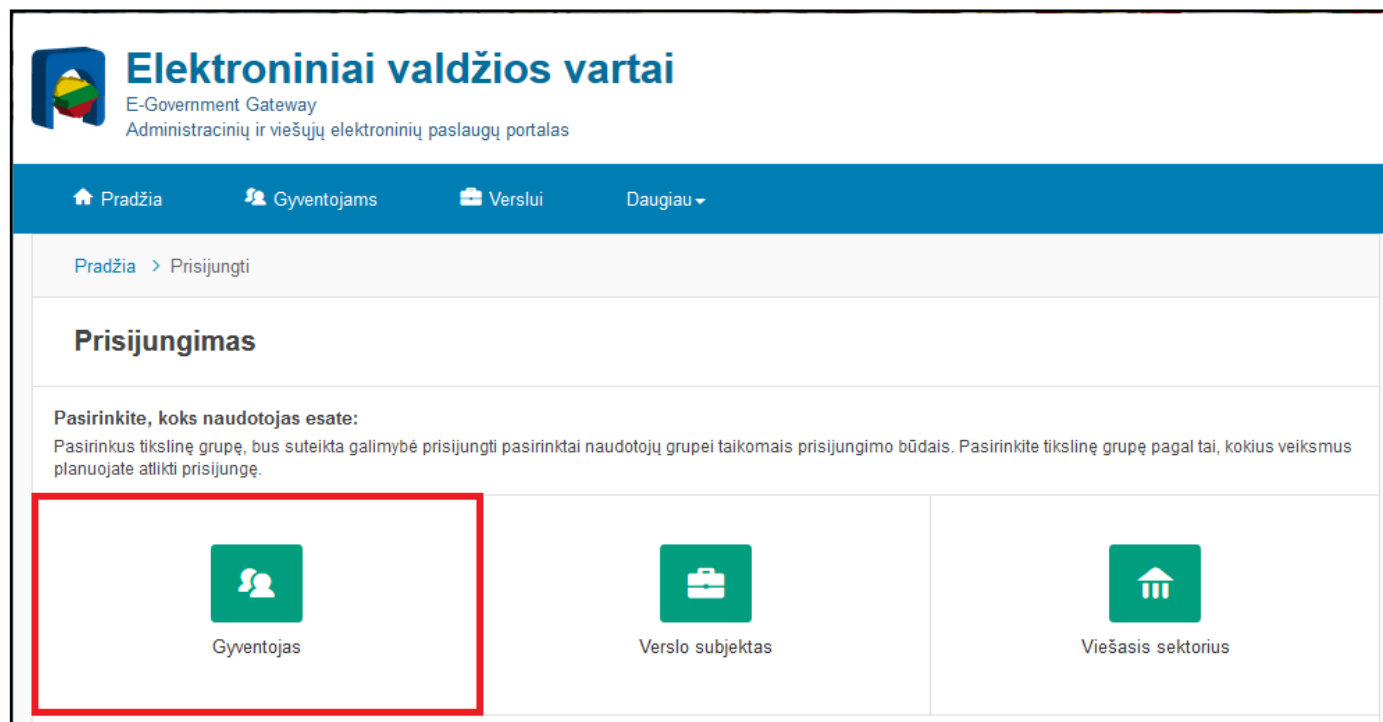 Elektroniniai valdžios vartai
E-Government Gateway
Administracinių ir viešųjų elektroninių paslaugų portalas
Pradžia Gyventojams Verslui Daugiau
Pradžia > Prisijungti
Prisijungimas
Pasirinkite, koks naudotojas esate:
Pasirinkus tikslinę grupę, bus suteikta galimybė prisijungti pasirinktai naudotojų grupei taikomais prisijungimo būdais. Pasirinkite tikslinę grupę pagal tai, kokius veiksmus
planuojate atlikti prisijungę.
Gyventojas Verslo subjektas Viešasis sektorius